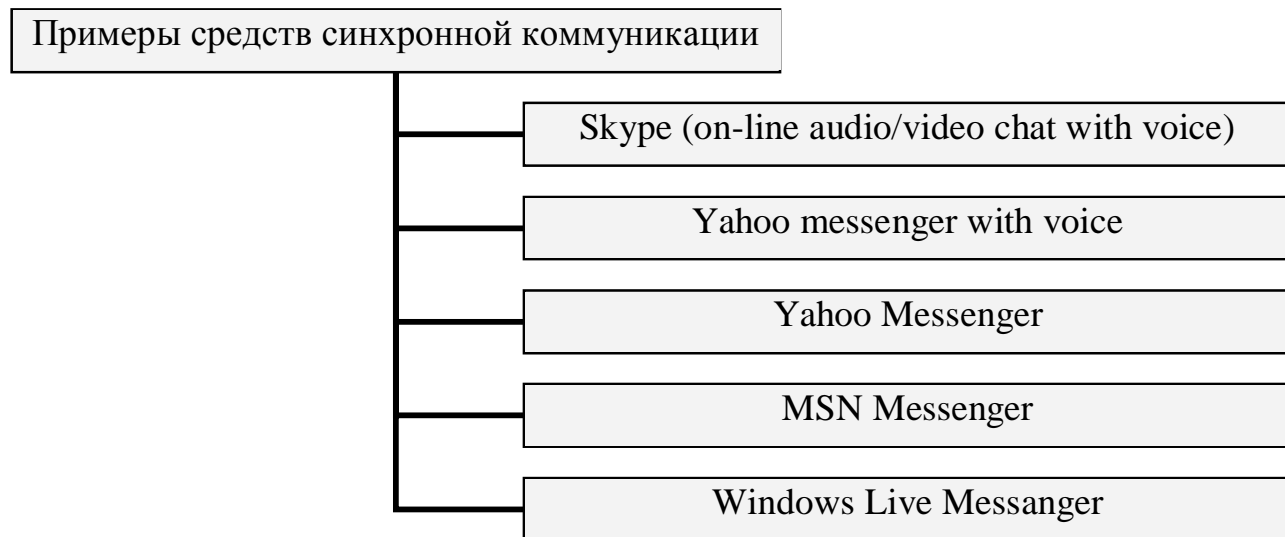 Примеры средств синхронной коммуникации
Skype (on-line audio/video chat with voice)
Yahoo messenger with voice
Yahoo Messenger
MSN Messenger
Windows Live Messanger